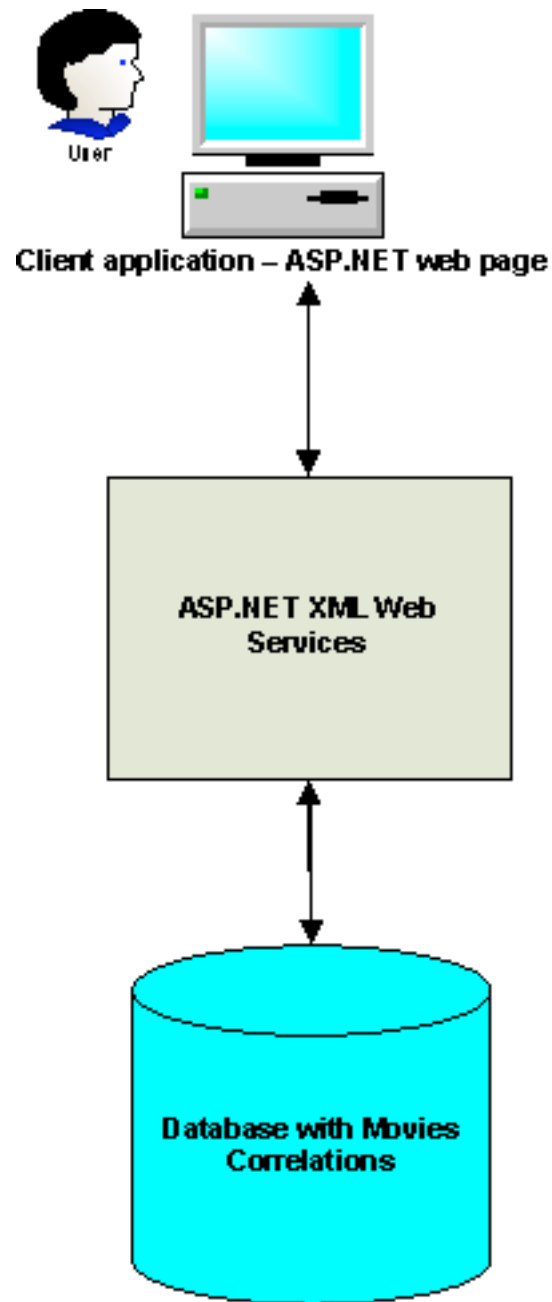 User
Client application – ASP.NET web page
ASP.NET XML Web
Services
Database with Movies
Correlations